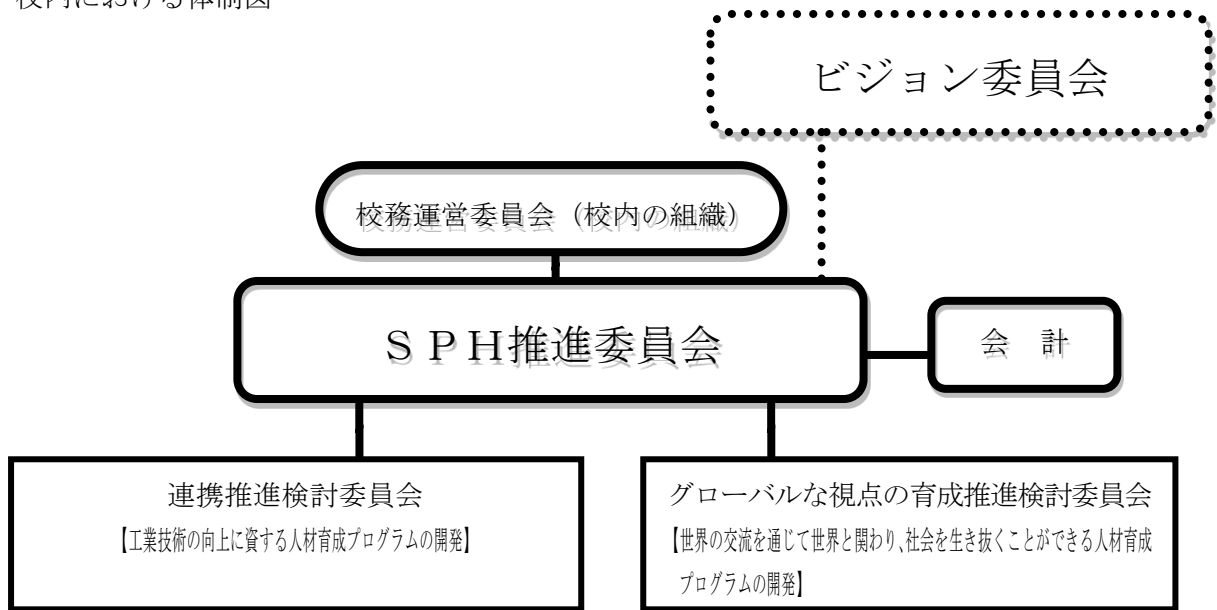 校内における体制図
ビジョン委員会
校務運営委員会（校内の組織）
ＳＰＨ推進委員会
会　計
連携推進検討委員会
【工業技術の向上に資する人材育成プログラムの開発】
グローバルな視点の育成推進検討委員会
【世界の交流を通じて世界と関わり、社会を生き抜くことができる人材育成
プログラムの開発】